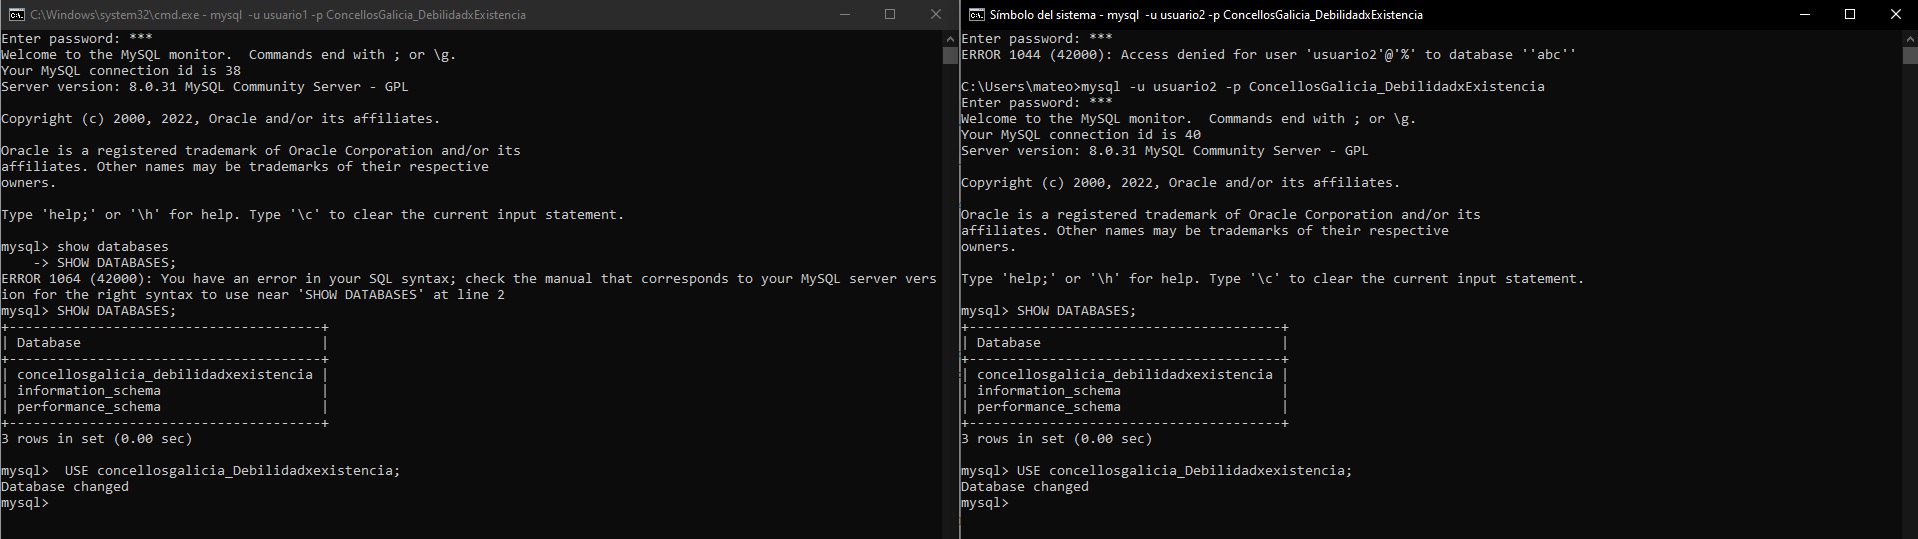 C:\Windows\system32\cmd.exe - mysql  -u usuario1 -p ConcellosGalicia_DebilidadxExistencia
Enter password: ***
Welcome to the MySQL monitor.  Commands end with ; or \g.
Your MySQL connection id is 38
Server version: 8.0.31 MySQL Community Server - GPL
Copyright (c) 2000, 2022, Oracle and/or its affiliates.
Oracle is a registered trademark of Oracle Corporation and/or its
affiliates. Other names may be trademarks of their respective
owners.
Type 'help;' or '\h' for help. Type '\c' to clear the current input statement.
mysql> show databases
    -> SHOW DATABASES;
ERROR 1064 (42000): You have an error in your SQL syntax; check the manual that corresponds to your MySQL server vers
ion for the right syntax to use near 'SHOW DATABASES' at line 2
mysql> SHOW DATABASES;
+---------------------------------------+
| Database                              |
+---------------------------------------+
| concellosgalicia_debilidadxexistencia |
| information_schema                    |
| performance_schema                    |
+---------------------------------------+
3 rows in set (0.00 sec)
mysql>  USE concellosgalicia_Debilidadxexistencia;
Database changed
mysql>
Símbolo del sistema - mysql  -u usuario2 -p ConcellosGalicia_DebilidadxExistencia
Enter password: ***
ERROR 1044 (42000): Access denied for user 'usuario2'@'%' to database ''abc''
C:\Users\mateo>mysql -u usuario2 -p ConcellosGalicia_DebilidadxExistencia
Enter password: ***
Welcome to the MySQL monitor.  Commands end with ; or \g.
Your MySQL connection id is 40
Server version: 8.0.31 MySQL Community Server - GPL
Copyright (c) 2000, 2022, Oracle and/or its affiliates.
Oracle is a registered trademark of Oracle Corporation and/or its
affiliates. Other names may be trademarks of their respective
owners.
Type 'help;' or '\h' for help. Type '\c' to clear the current input statement.
mysql> SHOW DATABASES;
+---------------------------------------+
| Database                              |
+---------------------------------------+
| concellosgalicia_debilidadxexistencia |
| information_schema                    |
| performance_schema                    |
+---------------------------------------+
3 rows in set (0.00 sec)
mysql> USE concellosgalicia_Debilidadxexistencia;
Database changed
mysql>